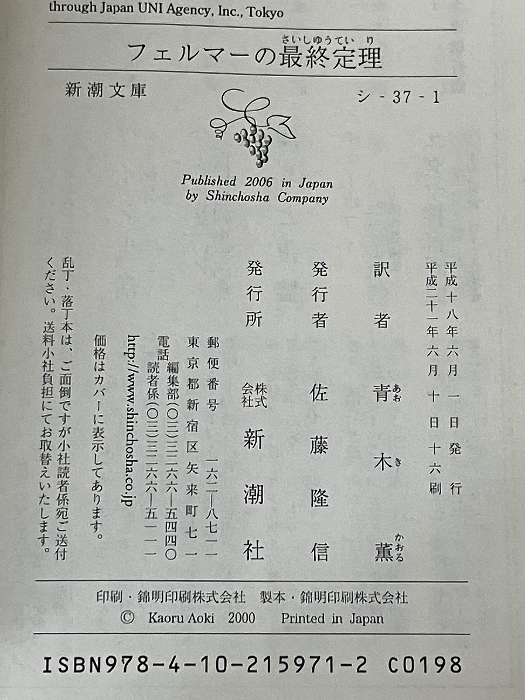 through Japan UNI Agency, Inc., Tokyo
さいしゅうていり
フェルマーの最終定理
新潮文庫
シ-37-1
Published 2006 in Japan
by Shinchosha Company
平成十八年六月一日発行
平成二十一年六月十日十六刷
訳者 青木薫
あお き かおる
発行者 佐藤隆信
発行所 株式会社 新潮社
郵便番号 一六二―八七一一
東京都新宿区矢来町七一
電話 編集部(〇三)三二六六―五四四〇
読者係(〇三)三二六六―五一一一
http://www.shinchosha.co.jp
価格はカバーに表示してあります。
乱丁・落丁本は、ご面倒ですが小社読者係宛ご送付
ください。送料小社負担にてお取替えいたします。
印刷・錦明印刷株式会社 製本・錦明印刷株式会社
© Kaoru Aoki 2000 Printed in Japan
ISBN978-4-10-215971-2 C0198